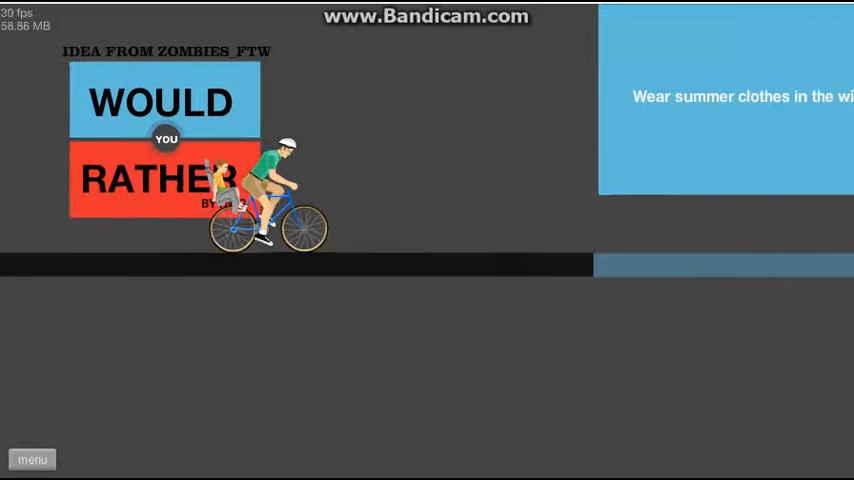 30 fps
58.86 MB
www.Bandicam.com
IDEA FROM ZOMBIES_FTW
WOULD
YOU
RATHER
BY
Wear summer clothes in the wi
menu